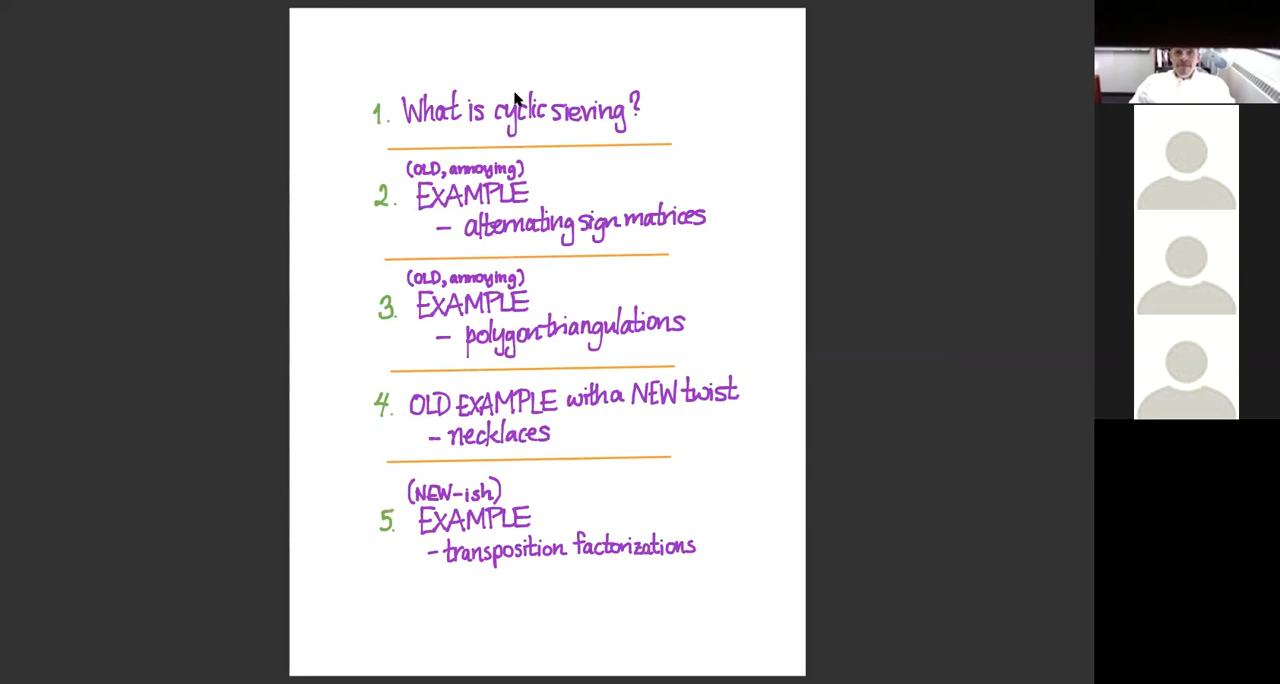 1. What is cyclic sieving?
(OLD, annoying)
2. EXAMPLE
- alternating sign matrices
(OLD, annoying)
3. EXAMPLE
- polygon triangulations
4. OLD EXAMPLE with a NEW twist
- necklaces
(NEW-ish)
5. EXAMPLE
- transposition factorizations